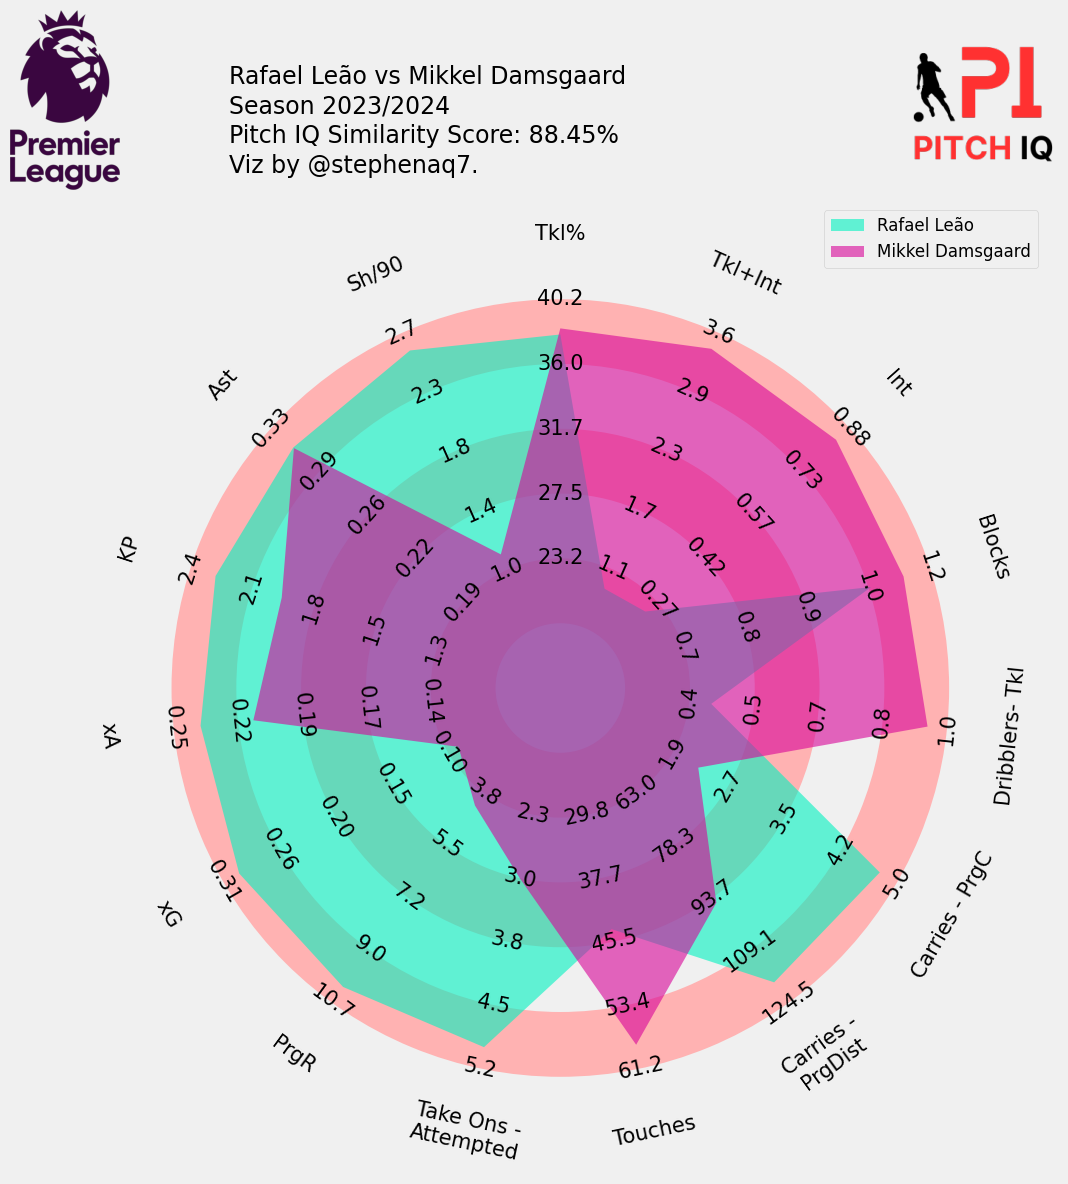 Rafael Leão vs Mikkel Damsgaard
Season 2023/2024
Pitch IQ Similarity Score: 88.45%
Viz by @stephenaq7.
Premier
League
PI
PITCH IQ
Rafael Leão
Mikkel Damsgaard
Tkl%
40.2
36.0
31.7
27.5
23.2
Tkl+Int
3.6
2.9
2.3
1.7
1.1
Int
0.88
0.73
0.57
0.42
0.27
Blocks
1.2
1.0
0.9
0.8
0.7
Dribblers- Tkl
1.0
0.8
0.7
0.5
0.4
Carries - PrgC
5.0
4.2
3.5
2.7
1.9
Carries -
PrgDist
124.5
109.1
93.7
78.3
63.0
Touches
61.2
53.4
45.5
37.7
29.8
Take Ons -
Attempted
5.2
4.5
3.8
3.0
2.3
PrgR
10.7
9.0
7.2
5.5
3.8
xG
0.31
0.26
0.20
0.15
0.10
xA
0.25
0.22
0.19
0.17
0.14
KP
2.4
2.1
1.8
1.5
1.3
Ast
0.33
0.29
0.26
0.22
0.19
Sh/90
2.7
2.3
1.8
1.4
1.0